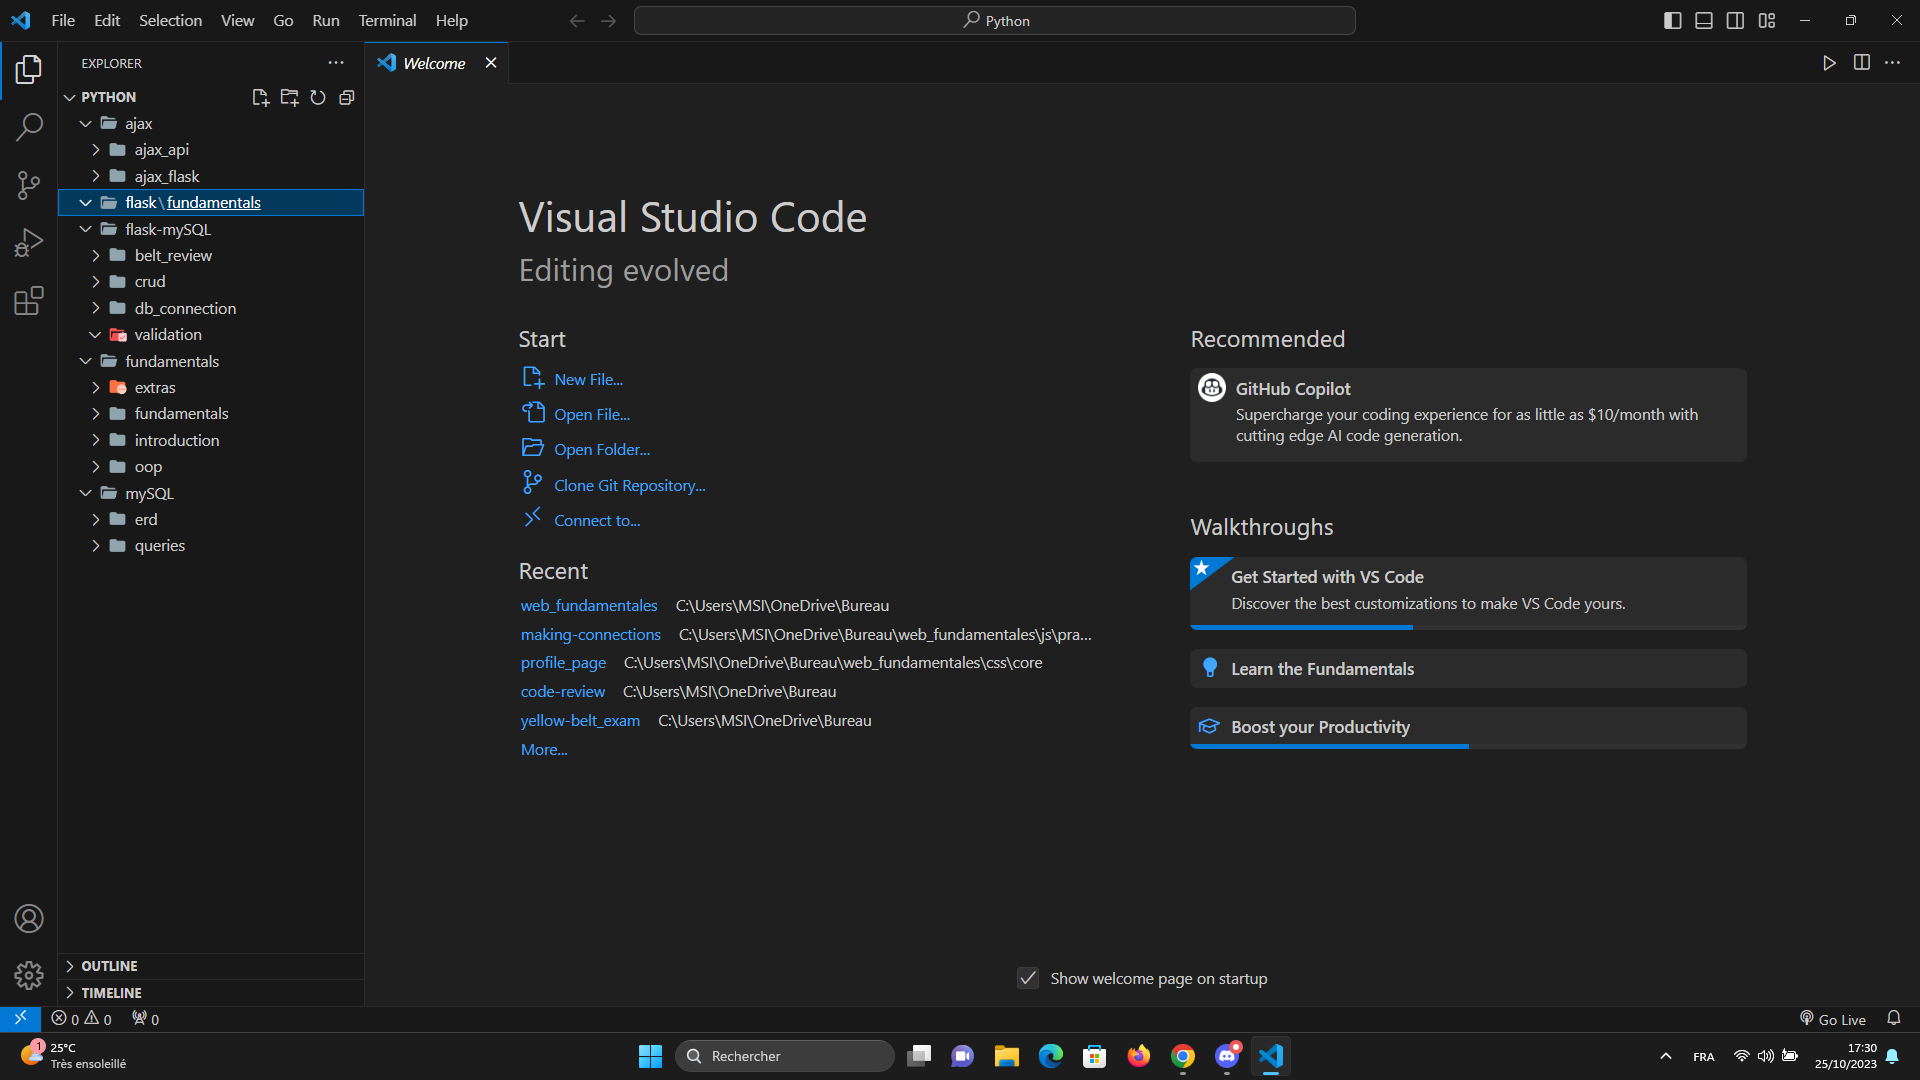 File Edit Selection View Go Run Terminal Help
Python
EXPLORER
Welcome
PYTHON
ajax
ajax_api
ajax_flask
flask\fundamentals
flask-mySQL
belt_review
crud
db_connection
validation
fundamentals
extras
fundamentals
introduction
oop
mySQL
erd
queries
OUTLINE
TIMELINE
Visual Studio Code
Editing evolved
Start
New File...
Open File...
Open Folder...
Clone Git Repository...
Connect to...
Recent
web_fundamentales C:\Users\MSI\OneDrive\Bureau
making-connections C:\Users\MSI\OneDrive\Bureau\web_fundamentales\js\pra...
profile_page C:\Users\MSI\OneDrive\Bureau\web_fundamentales\css\core
code-review C:\Users\MSI\OneDrive\Bureau
yellow-belt_exam C:\Users\MSI\OneDrive\Bureau
More...
Recommended
GitHub Copilot
Supercharge your coding experience for as little as $10/month with
cutting edge AI code generation.
Walkthroughs
Get Started with VS Code
Discover the best customizations to make VS Code yours.
Learn the Fundamentals
Boost your Productivity
Show welcome page on startup
0 0 0
Go Live
1
25°C
Très ensoleillé
Rechercher
FRA
17:30
25/10/2023